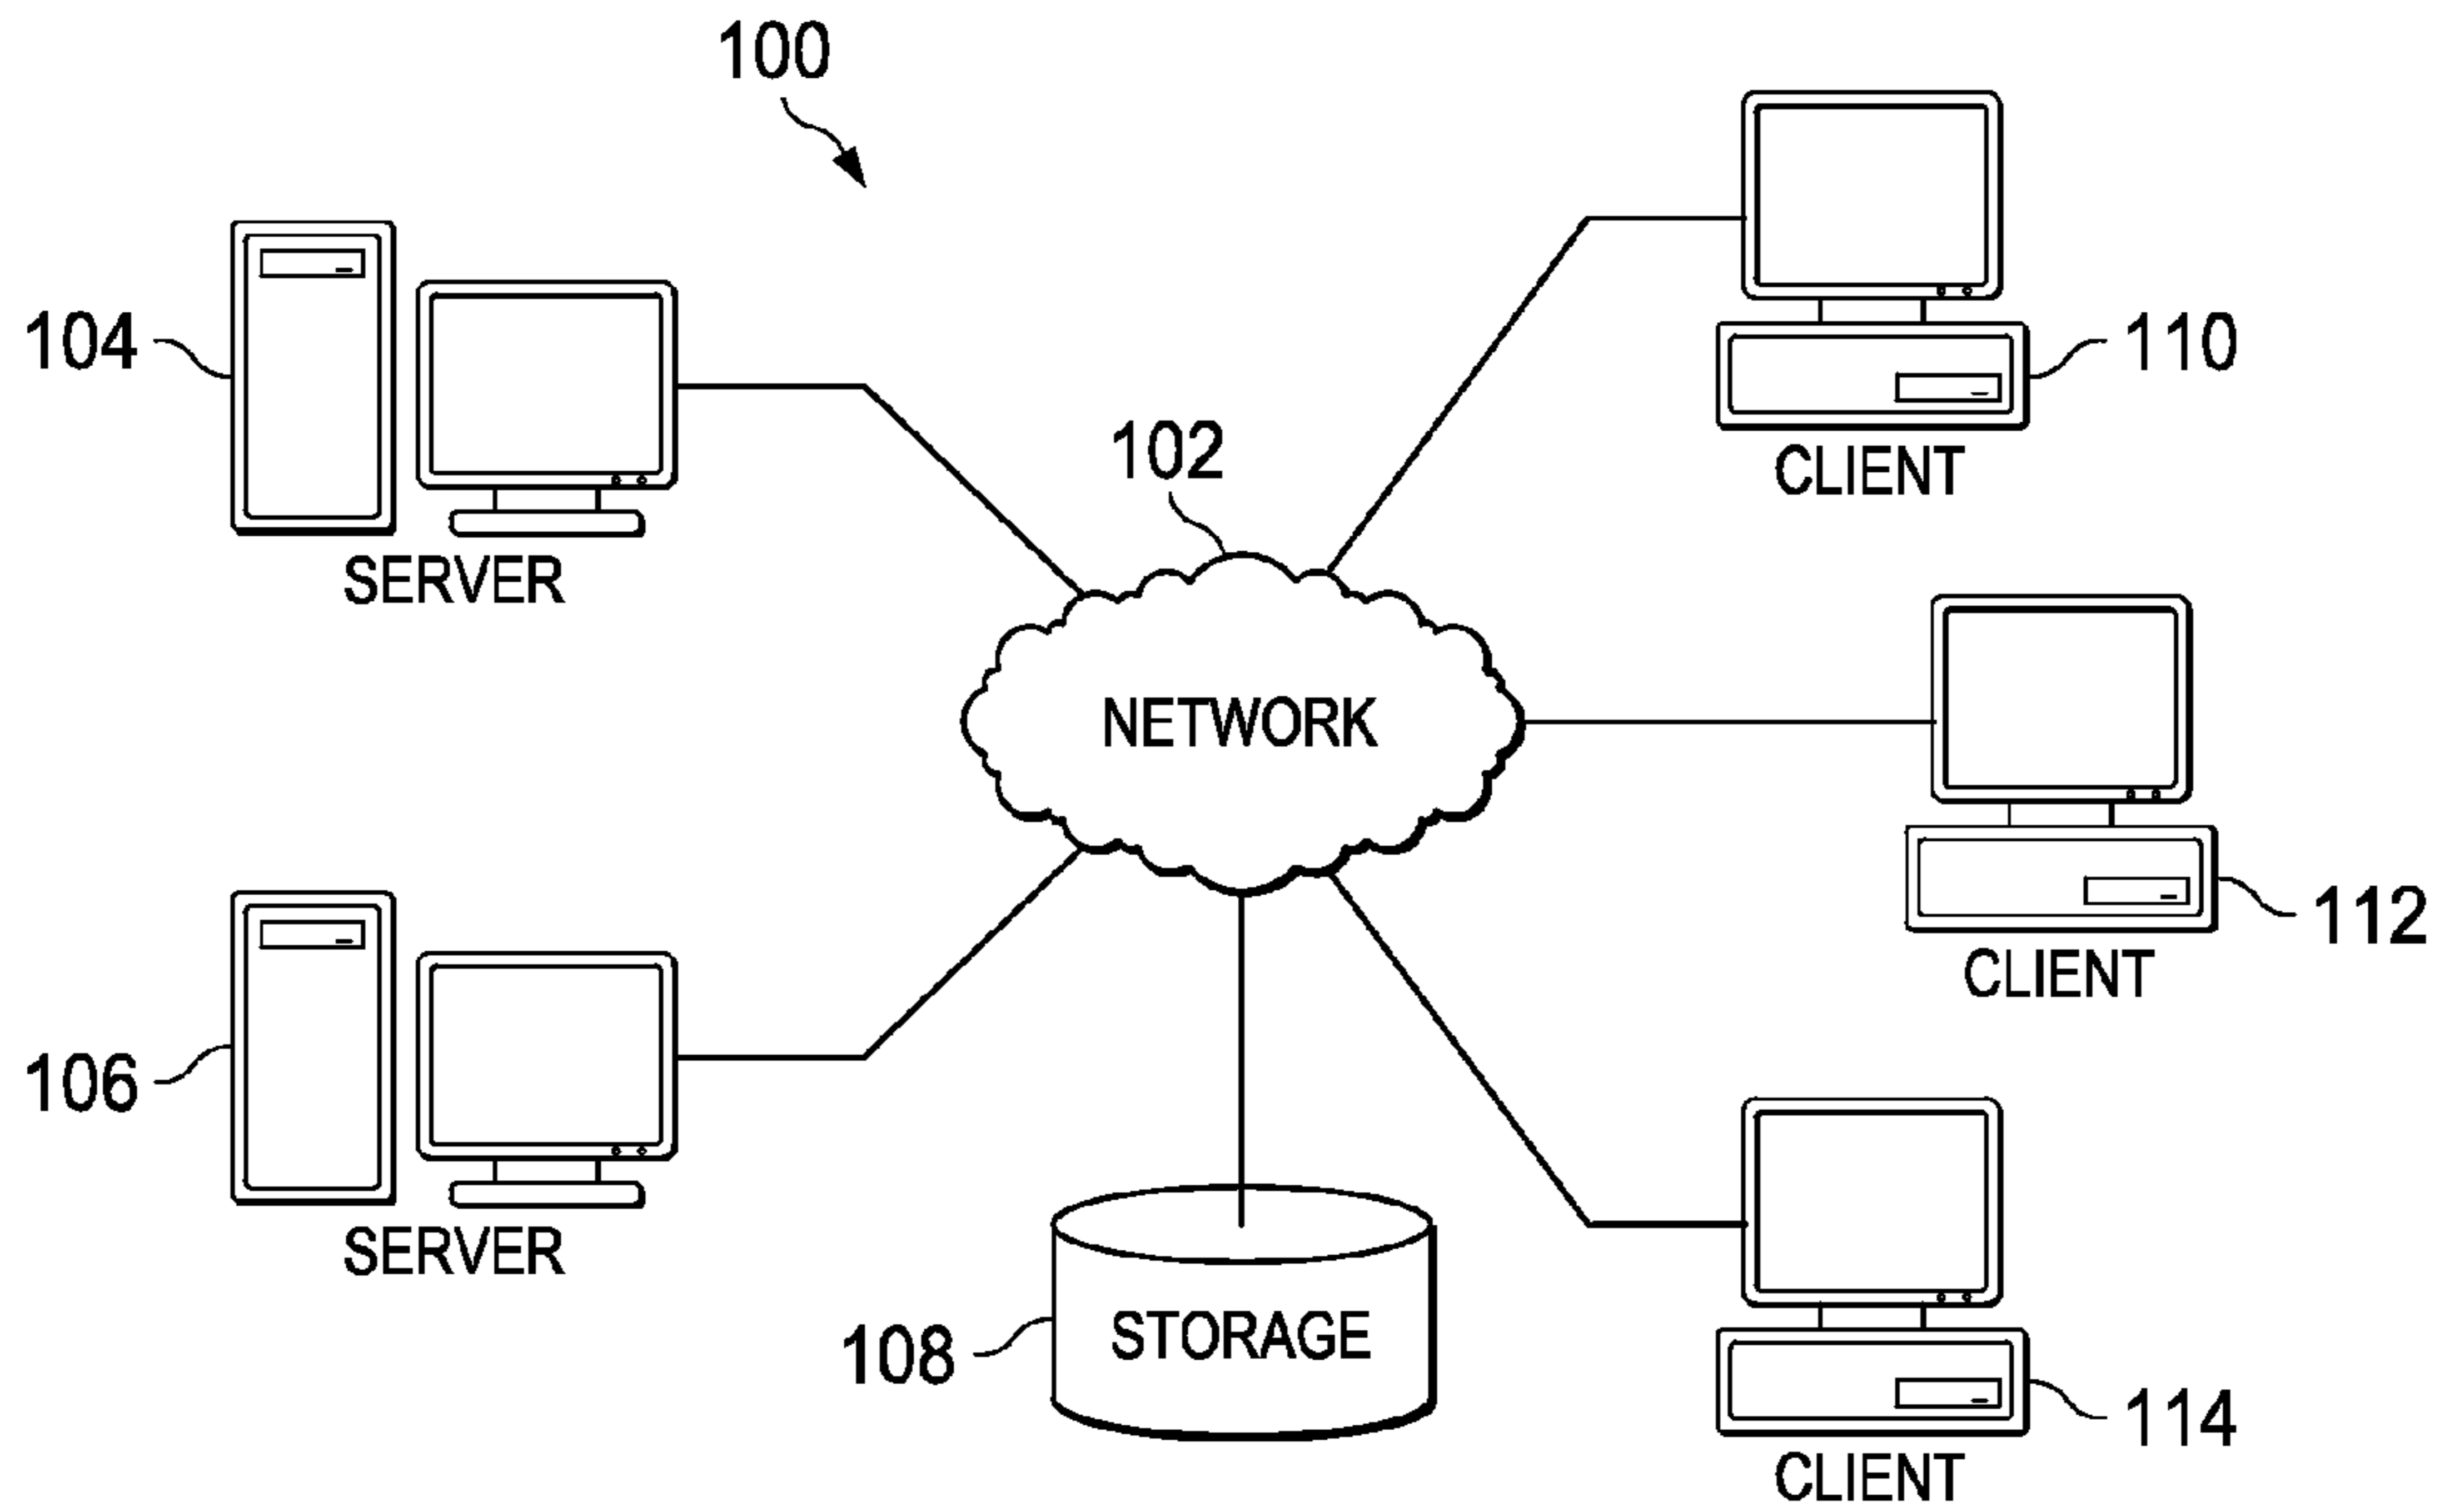 100
104
SERVER
110
CLIENT
102
NETWORK
112
CLIENT
106
SERVER
108
STORAGE
114
CLIENT